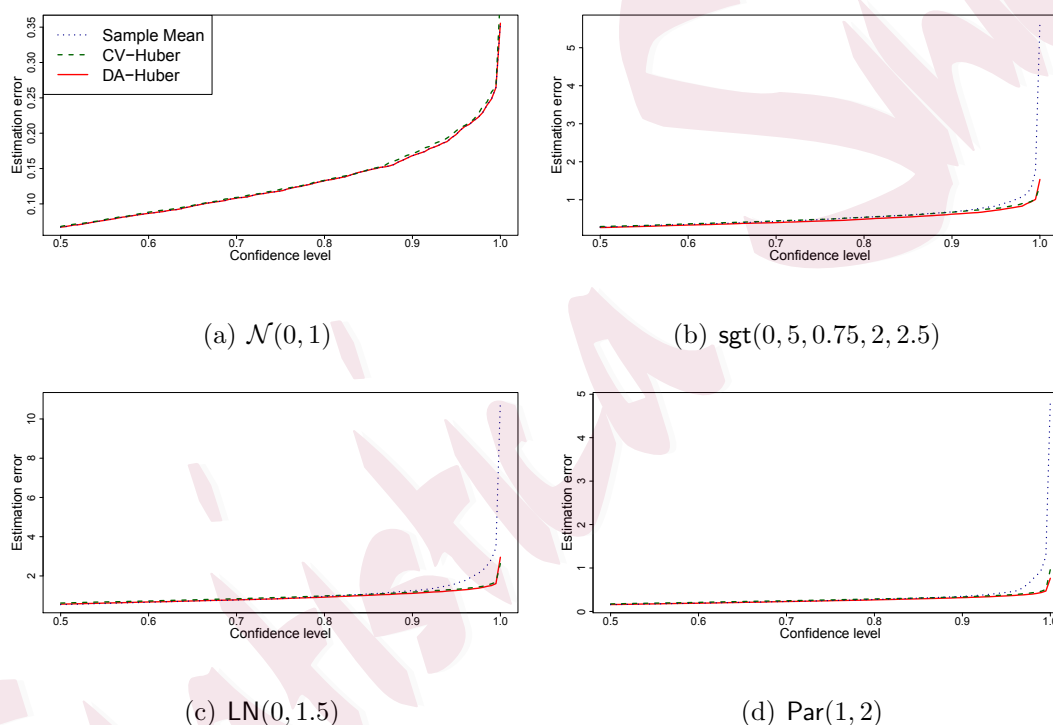 Sample Mean
CV−Huber
DA−Huber
Estimation error
0.10 0.15 0.20 0.25 0.30 0.35
0.5 0.6 0.7 0.8 0.9 1.0
Confidence level
(a) 𝒩(0, 1)
Estimation error
1 2 3 4 5
0.5 0.6 0.7 0.8 0.9 1.0
Confidence level
(b) sgt(0, 5, 0.75, 2, 2.5)
Estimation error
2 4 6 8 10
0.5 0.6 0.7 0.8 0.9 1.0
Confidence level
(c) LN(0, 1.5)
Estimation error
0 1 2 3 4 5
0.5 0.6 0.7 0.8 0.9 1.0
Confidence level
(d) Par(1, 2)